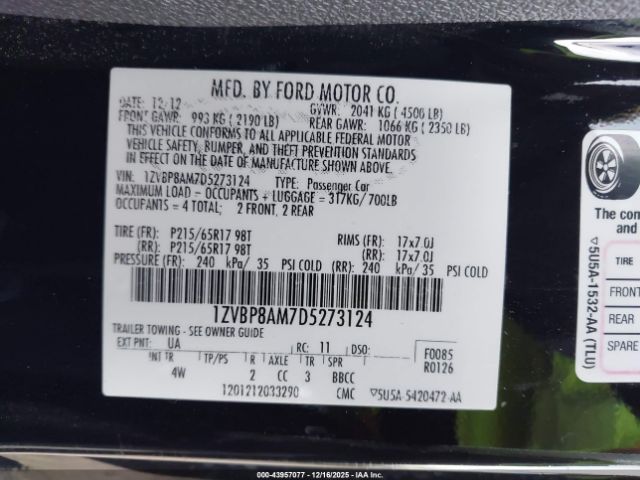 MFD. BY FORD MOTOR CO.
DATE: 12/12 GVWR: 2041 KG ( 4500 LB)
FRONT GAWR: 993 KG ( 2190 LB) REAR GAWR: 1066 KG ( 2350 LB)
THIS VEHICLE CONFORMS TO ALL APPLICABLE FEDERAL MOTOR
VEHICLE SAFETY, BUMPER, AND THEFT PREVENTION STANDARDS
IN EFFECT ON THE DATE OF MANUFACTURE SHOWN ABOVE.
VIN: 1ZVBP8AM7D5273124 TYPE: Passenger Car
MAXIMUM LOAD – OCCUPANTS + LUGGAGE = 317KG/ 700LB
OCCUPANTS = 4 TOTAL; 2 FRONT, 2 REAR
TIRE (FR): P215/65R17 98T RIMS (FR): 17x7.0J
(RR): P215/65R17 98T (RR): 17x7.0J
PRESSURE (FR): 240 kPa/ 35 PSI COLD (RR): 240 kPa/ 35 PSI COLD
1ZVBP8AM7D5273124
TRAILER TOWING - SEE OWNER GUIDE
EXT PNT: UA RC: 11 DSO: F0085
R0126
INT TR TP/PS R AXLE TR SPR
4W 2 CC 3 BBCC
1201212033290 CMC ▽5U5A-5420472-AA
The con
TIRE
FRONT
REAR
SPARE
▽5U5A-1532-AA (TLU)
000-43957077 — 12/16/2025 — IAAI.COM